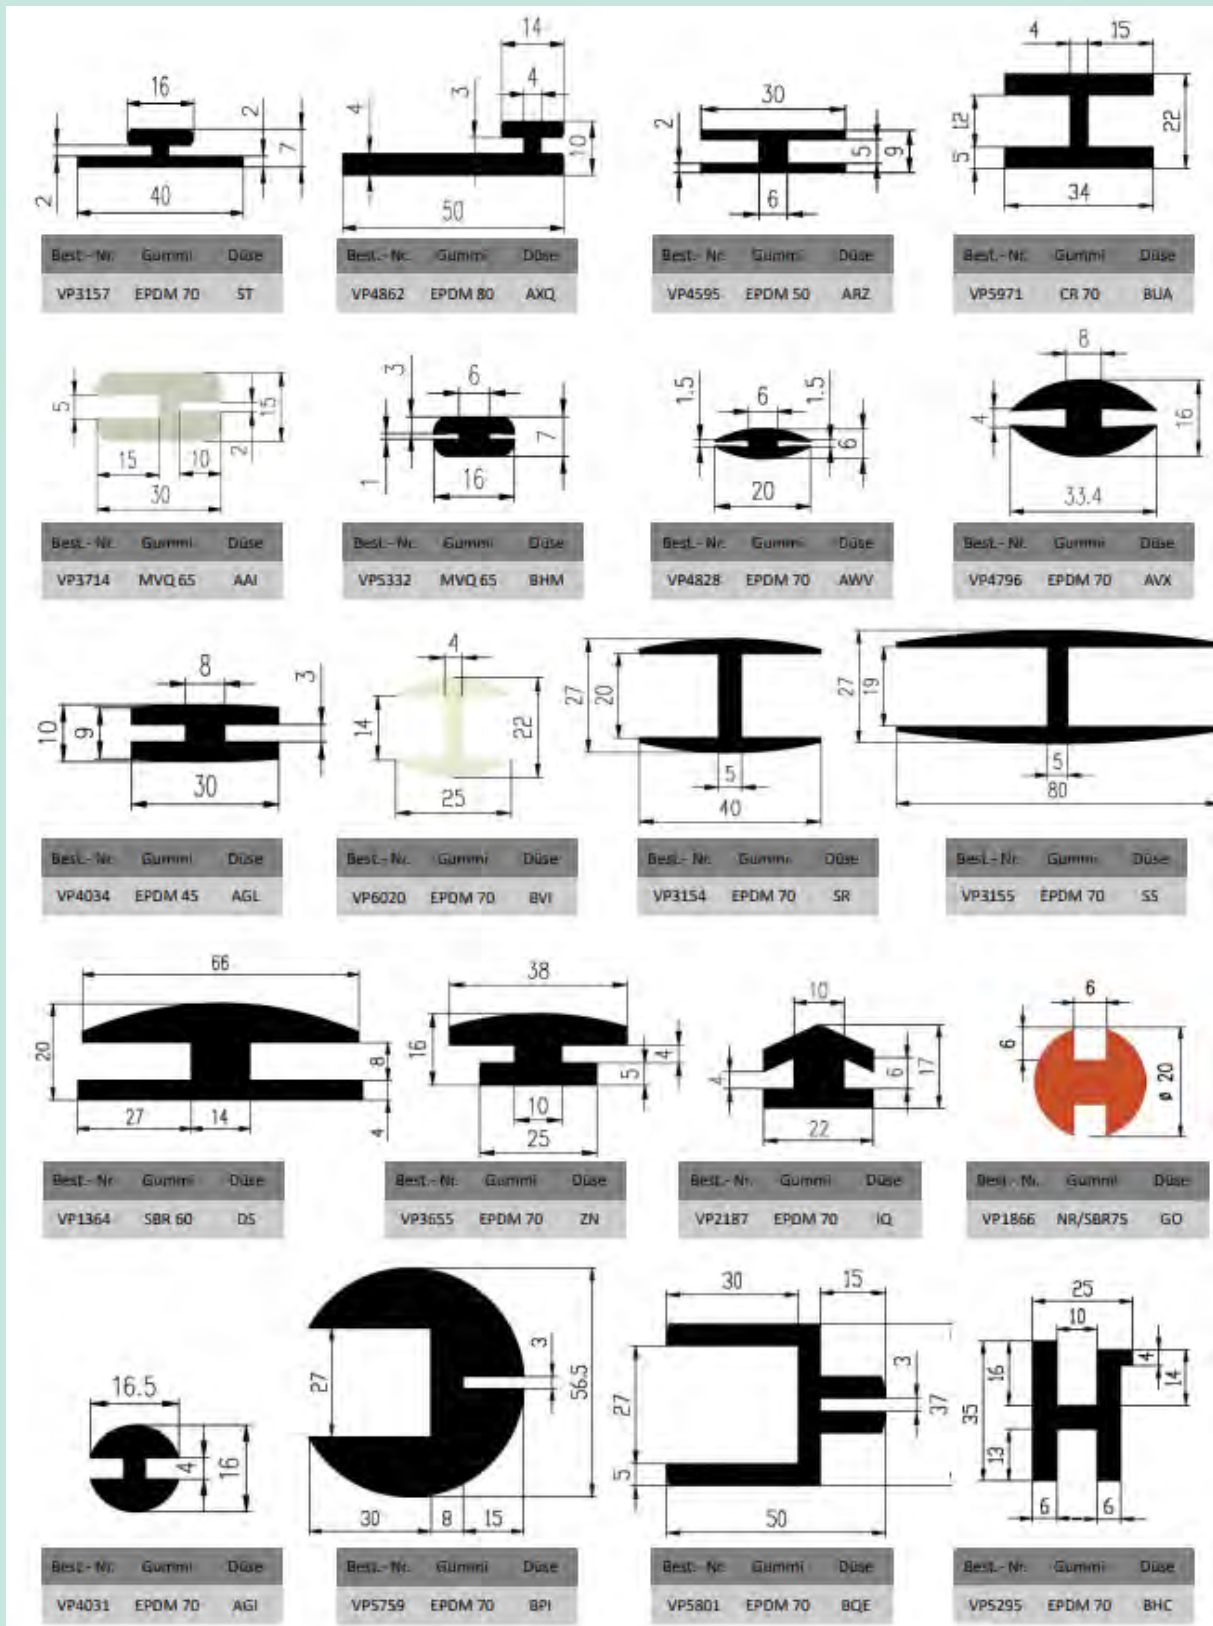 16
2
7
2
40
Best.- Nr. Gummi Düse
VP3157 EPDM 70 ST
14
4
3
4
10
50
Best.- Nr. Gummi Düse
VP4862 EPDM 80 AXQ
30
2
5
9
6
Best.- Nr. Gummi Düse
VP4595 EPDM 50 ARZ
4
15
12
22
5
34
Best.- Nr. Gummi Düse
VP5971 CR 70 BUA
5
15
15
10
2
30
Best.- Nr. Gummi Düse
VP3714 MVQ 65 AAI
3
6
7
1
16
Best.- Nr. Gummi Düse
VP5332 MVQ 65 BHM
1.5
6
1.5
6
20
Best.- Nr. Gummi Düse
VP4828 EPDM 70 AWV
8
4
16
33.4
Best.- Nr. Gummi Düse
VP4796 EPDM 70 AVX
8
3
10
9
30
Best.- Nr. Gummi Düse
VP4034 EPDM 45 AGL
4
14
22
25
Best.- Nr. Gummi Düse
VP6020 EPDM 70 BVI
27
20
5
40
Best.- Nr. Gummi Düse
VP3154 EPDM 70 SR
27
19
5
80
Best.- Nr. Gummi Düse
VP3155 EPDM 70 SS
66
20
8
27
14
4
Best.- Nr. Gummi Düse
VP1364 SBR 60 DS
38
16
4
5
10
25
Best.- Nr. Gummi Düse
VP3655 EPDM 70 ZN
10
4
6
17
22
Best.- Nr. Gummi Düse
VP2187 EPDM 70 IQ
6
6
ø 20
Best.- Nr. Gummi Düse
VP1866 NR/SBR75 GO
16.5
4
16
Best.- Nr. Gummi Düse
VP4031 EPDM 70 AGI
27
3
56.5
30
8
15
Best.- Nr. Gummi Düse
VP5759 EPDM 70 BPI
30
15
3
27
37
5
50
Best.- Nr. Gummi Düse
VP5801 EPDM 70 BQE
25
10
16
4
14
35
13
6
6
Best.- Nr. Gummi Düse
VP5295 EPDM 70 BHC